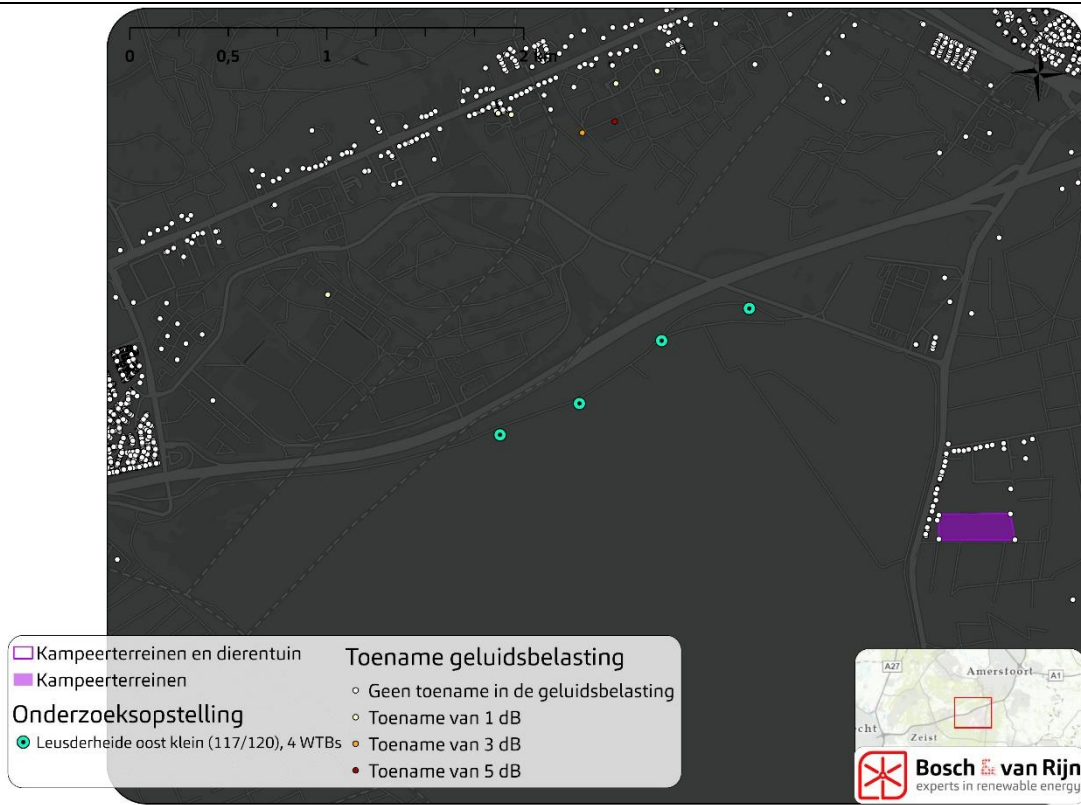 0 0,5 1 2 km
Kampeerterreinen en dierentuin
Kampeerterreinen
Onderzoeksopstelling
Leusderheide oost klein (117/120), 4 WTBs
Toename geluidsbelasting
Geen toename in de geluidsbelasting
Toename van 1 dB
Toename van 3 dB
Toename van 5 dB
A27
Amersfoort
A1
cht
Zeist
Bosch & van Rijn
experts in renewable energy